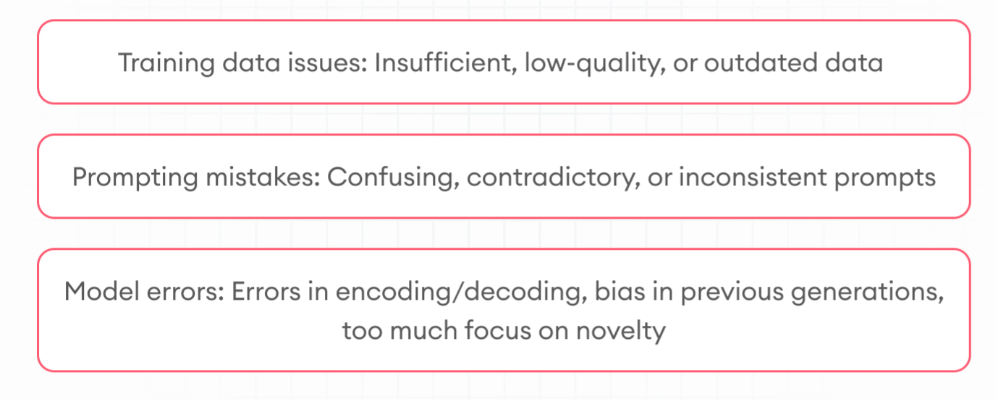 Training data issues: Insufficient, low-quality, or outdated data
Prompting mistakes: Confusing, contradictory, or inconsistent prompts
Model errors: Errors in encoding/decoding, bias in previous generations,
too much focus on novelty